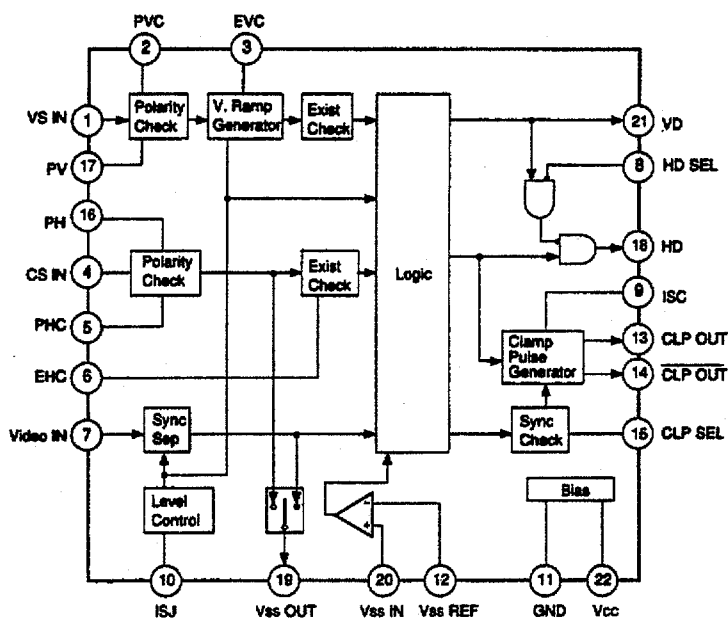 PVC
EVC
2
3
VS IN
1
Polarity
Check
V. Ramp
Generator
Exist
Check
21
VD
PV
17
8
HD SEL
PH
16
CS IN
4
Polarity
Check
Exist
Check
Logic
18
HD
9
ISC
PHC
5
Clamp
Pulse
Generator
13
CLP OUT
14
CLP OUT
EHC
6
Video IN
7
Sync
Sep
Sync
Check
15
CLP SEL
Level
Control
-
+
Bias
10
19
20
12
11
22
ISJ
Vss OUT
Vss IN
Vss REF
GND
Vcc